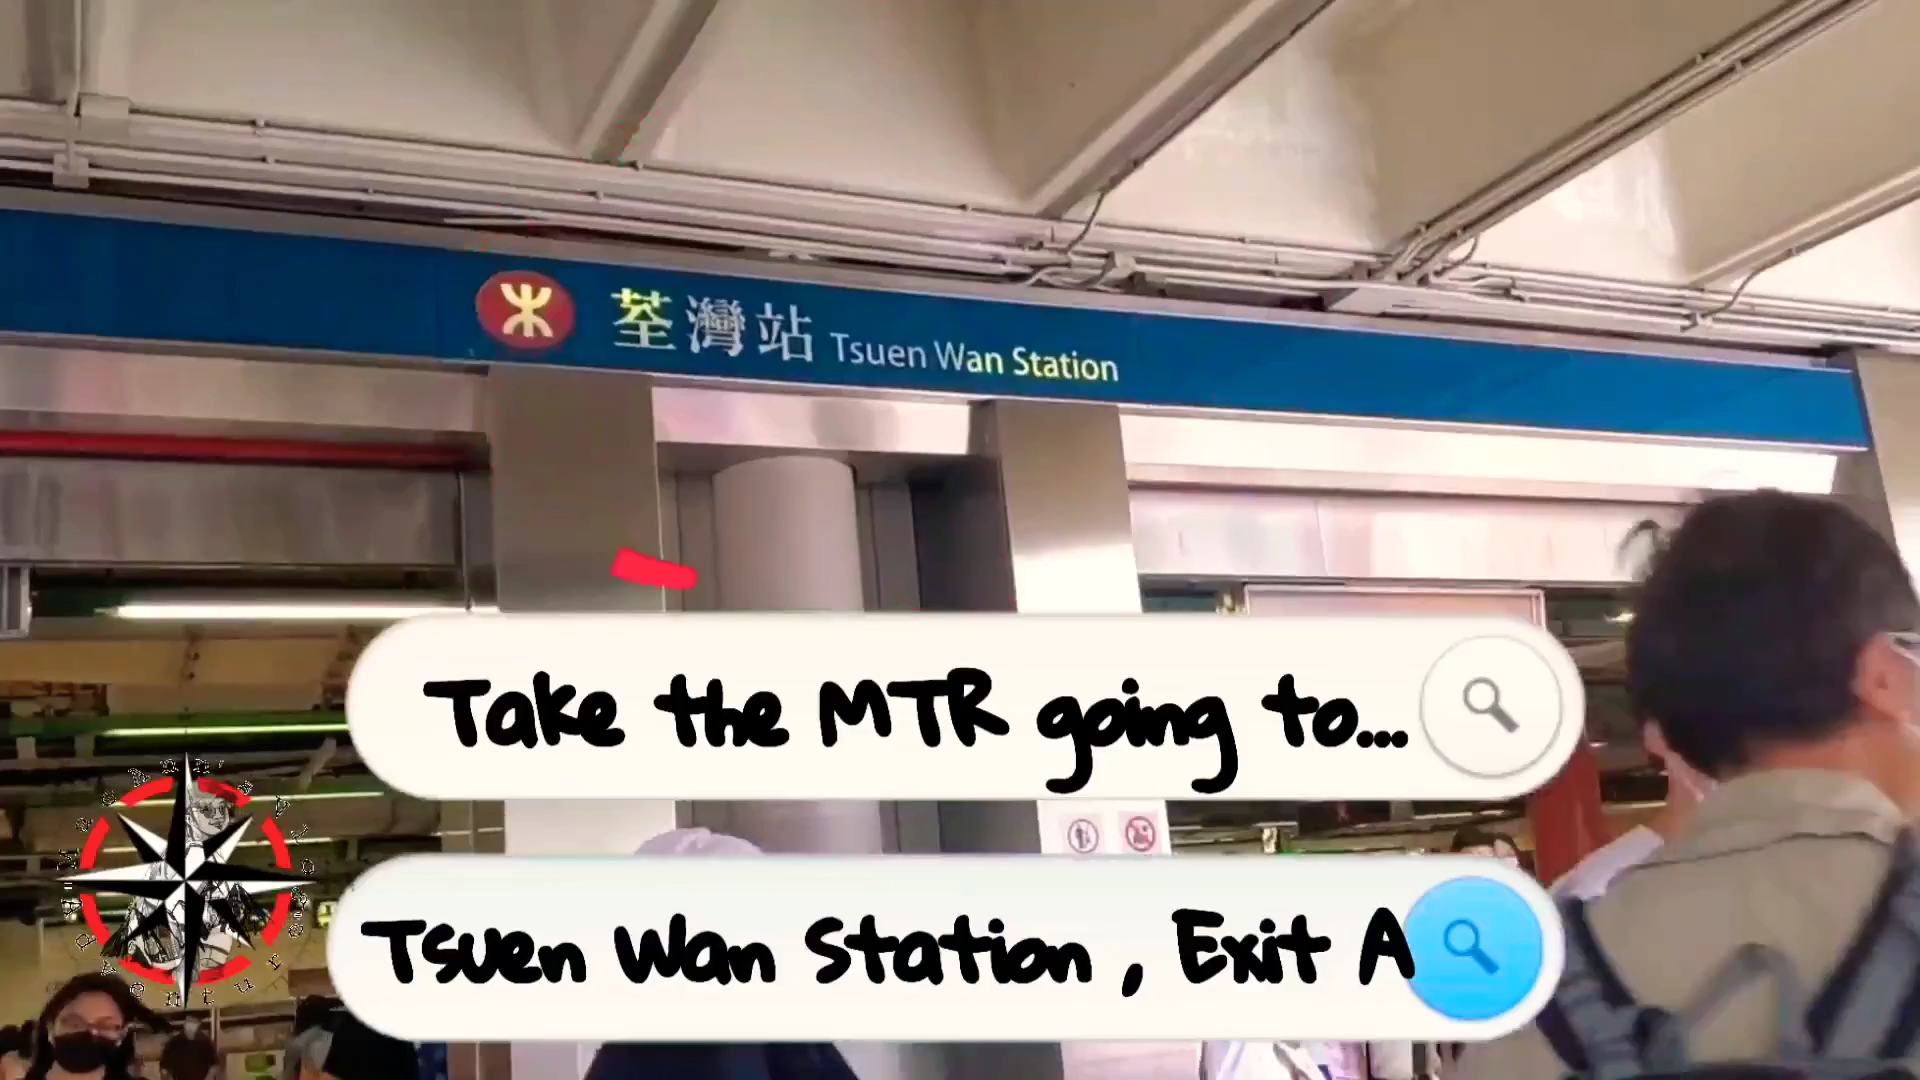 荃灣站 Tsuen Wan Station
Take the MTR going to...
Tsuen Wan Station , Exit A